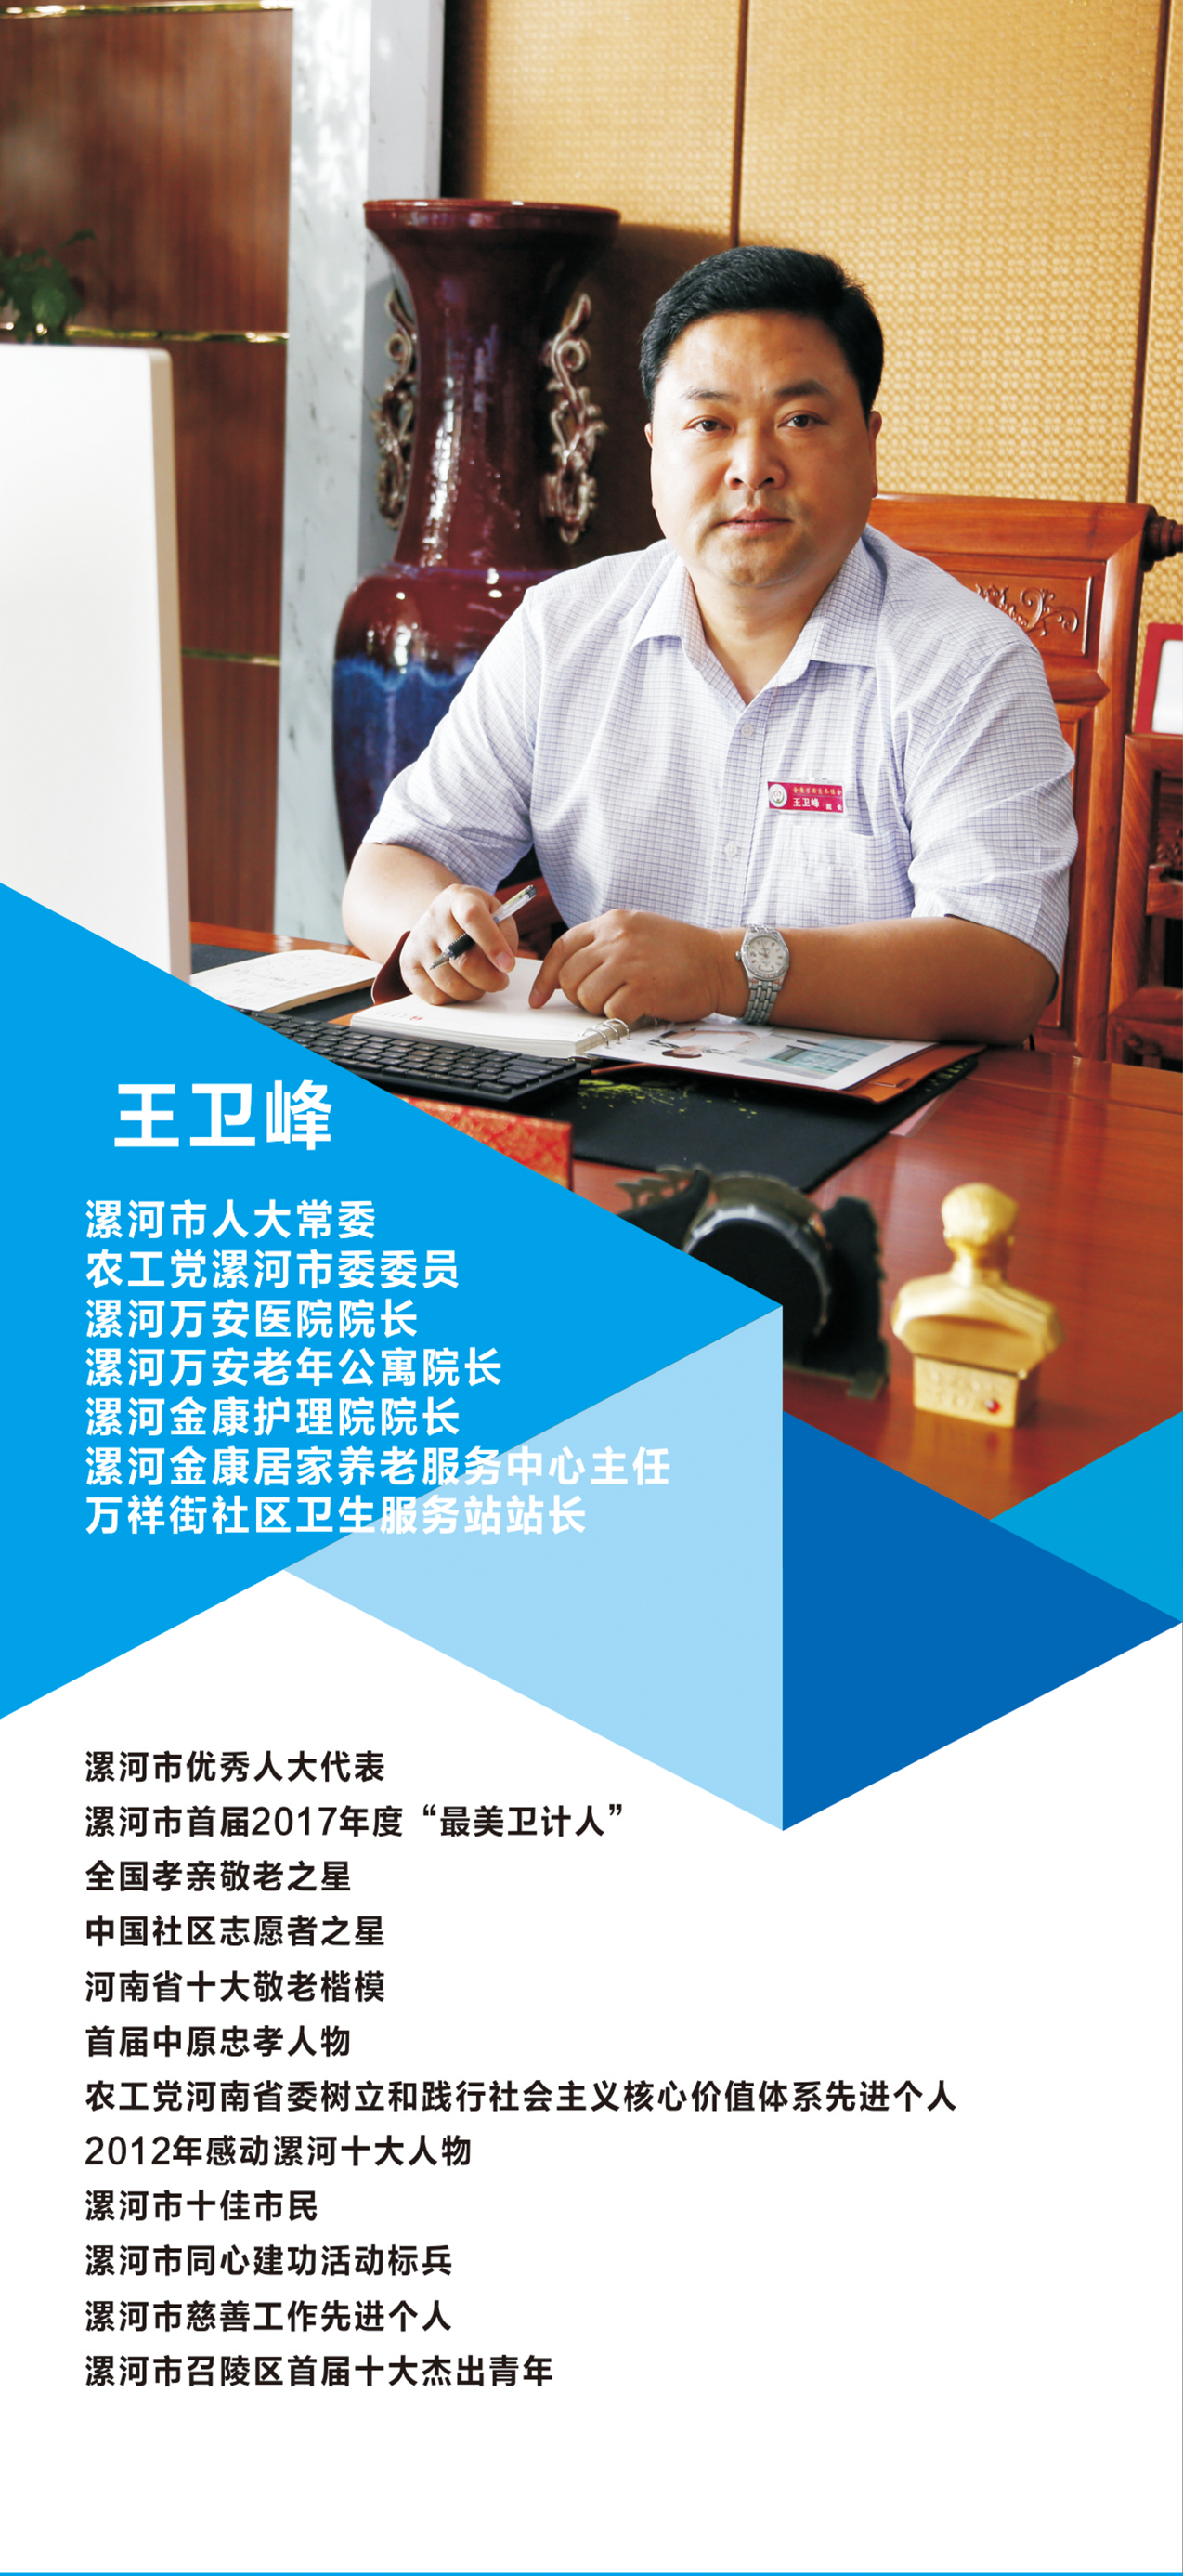 王卫峰
王卫峰
漯河市人大常委
农工党漯河市委委员
漯河万安医院院长
漯河万安老年公寓院长
漯河金康护理院院长
漯河金康居家养老服务中心主任
万祥街社区卫生服务站站长
漯河市优秀人大代表
漯河市首届2017年度“最美卫计人”
全国孝亲敬老之星
中国社区志愿者之星
河南省十大敬老楷模
首届中原忠孝人物
农工党河南省委树立和践行社会主义核心价值体系先进个人
2012年感动漯河十大人物
漯河市十佳市民
漯河市同心建功活动标兵
漯河市慈善工作先进个人
漯河市召陵区首届十大杰出青年